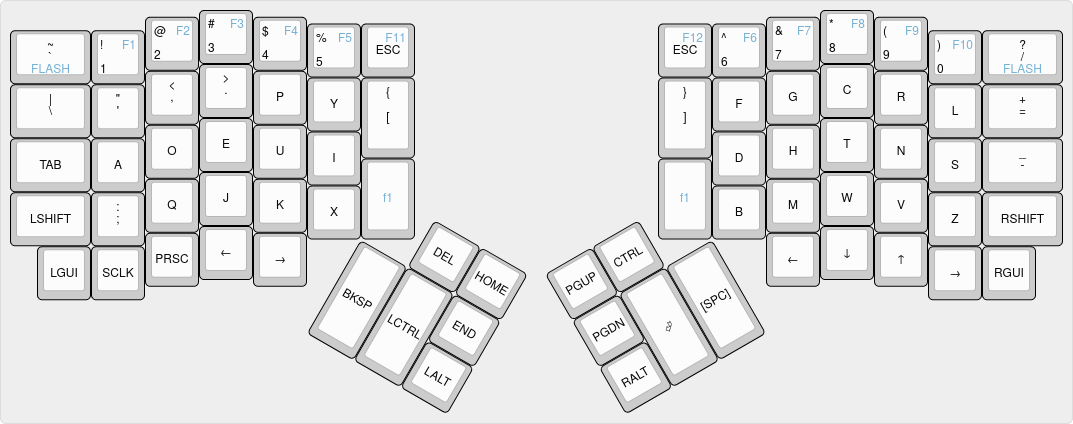 ~ ` FLASH
! F1 1
@ F2 2
# F3 3
$ F4 4
% F5 5
F11 ESC
F12 ESC
^ F6 6
& F7 7
* F8 8
( F9 9
) F10 0
? / FLASH
| \
" '
< ,
> .
P
Y
{ [
} ]
F
G
C
R
L
+ =
TAB
A
O
E
U
I
D
H
T
N
S
_ -
LSHIFT
: ;
Q
J
K
X
f1
f1
B
M
W
V
Z
RSHIFT
LGUI
SCLK
PRSC
←
→
←
↓
↑
→
RGUI
DEL
HOME
BKSP
LCTRL
END
LALT
PGUP
CTRL
PGDN
[SPC]
RALT